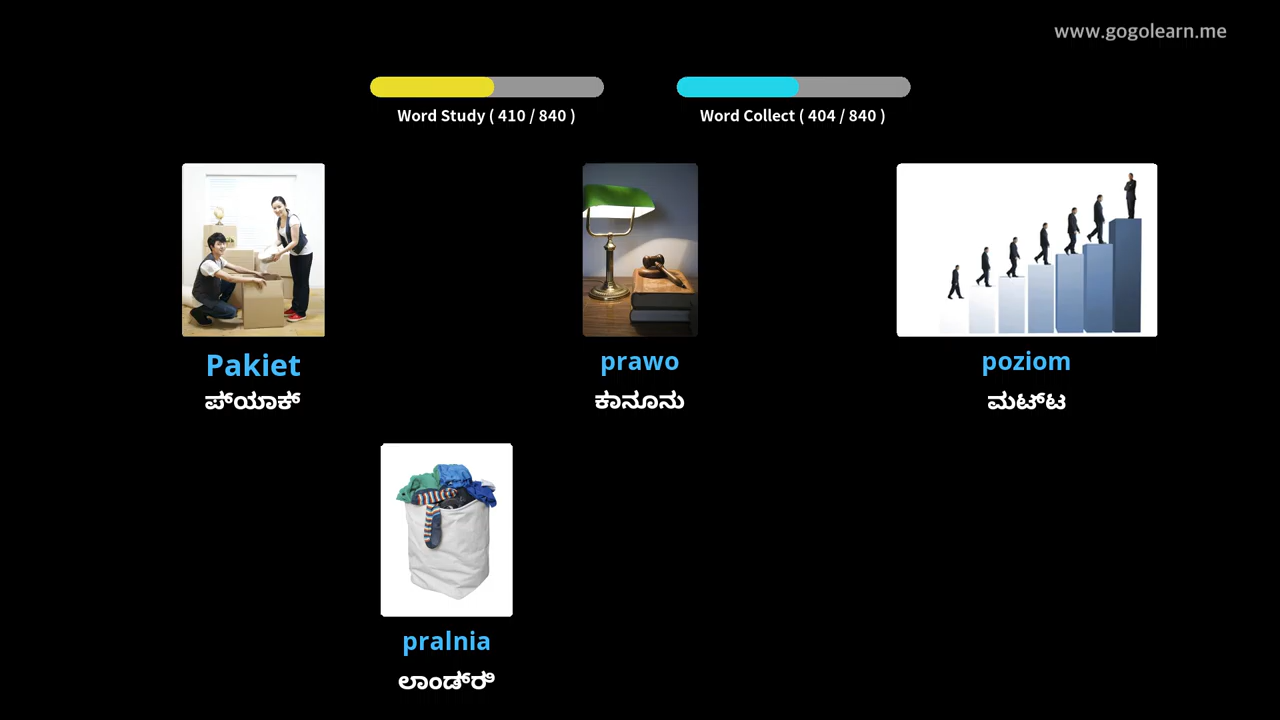 www.gogolearn.me
Word Study ( 410 / 840 )
Word Collect ( 404 / 840 )
Pakiet
prawo
poziom
ಪ್ಯಾಕ್
ಕಾನೂನು
ಮಟ್ಟ
pralnia
ಲಾಂಡ್ರಿ